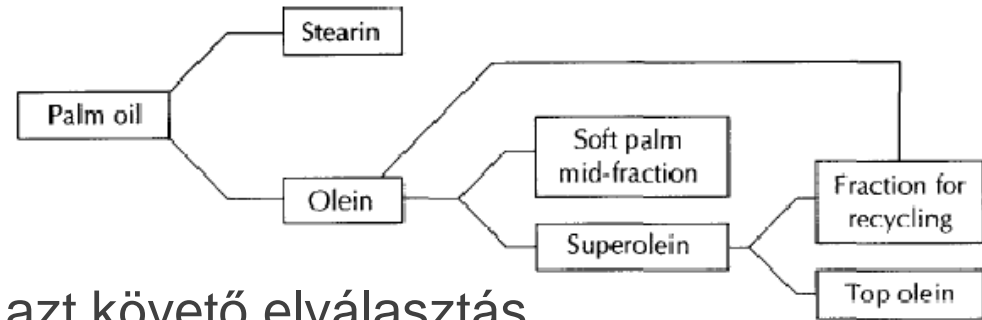 Stearin
Palm oil
Soft palm
mid-fraction
Olein
Fraction for
recycling
Superolein
Top olein
azt követő elválasztás